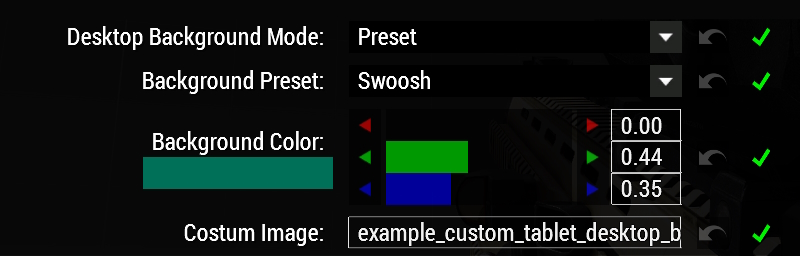 Desktop Background Mode: Preset
Background Preset: Swoosh
Background Color:
0.00
0.44
0.35
Costum Image: example_custom_tablet_desktop_b